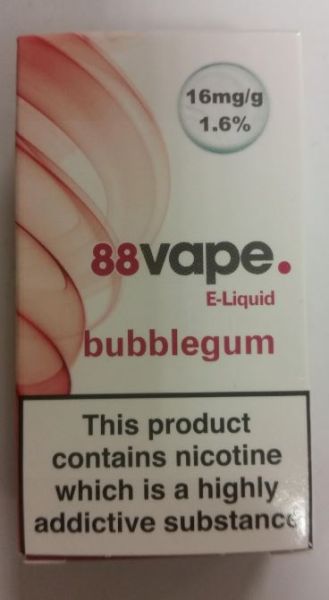 16mg/g
1.6%
88vape.
E-Liquid
bubblegum
This product
contains nicotine
which is a highly
addictive substance